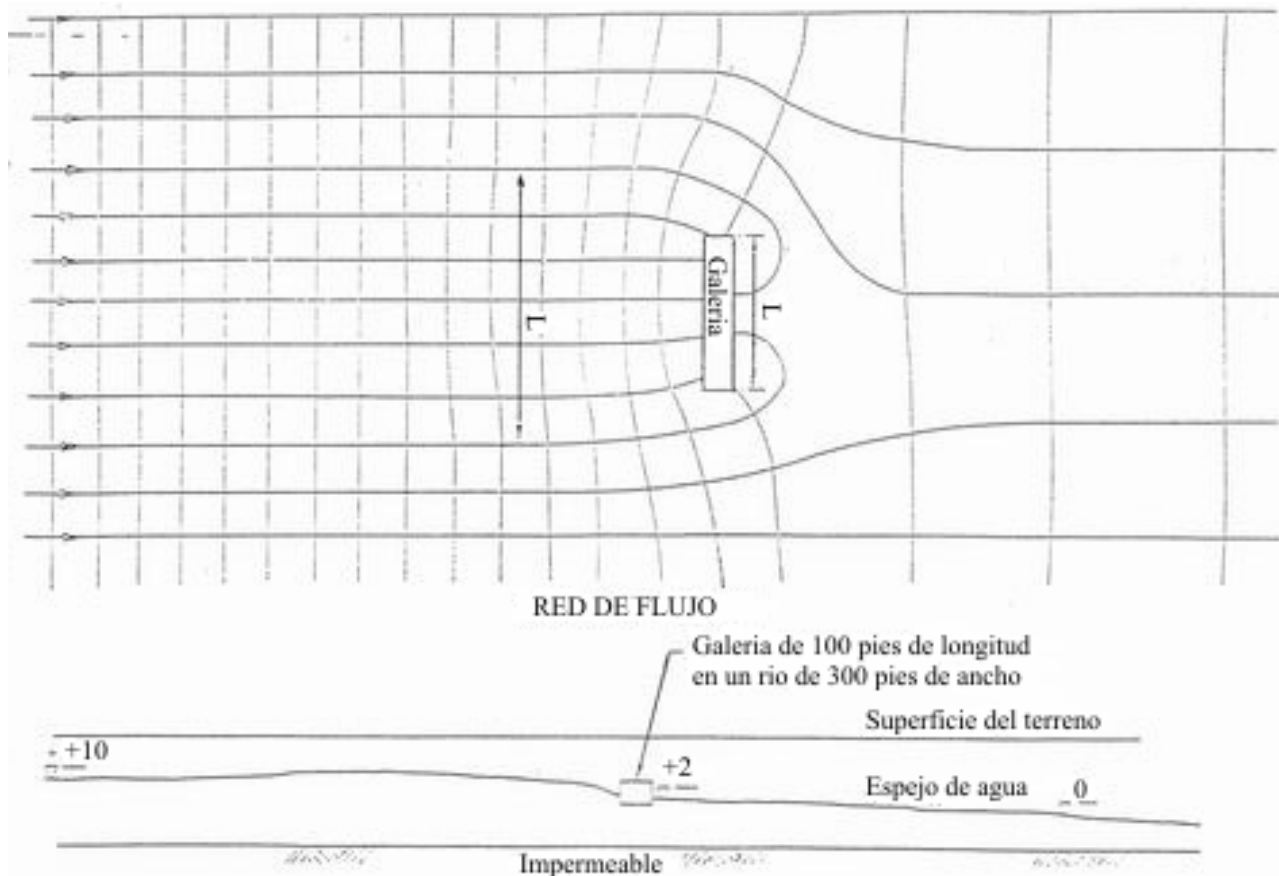 L
Galeria
L
RED DE FLUJO
Galeria de 100 pies de longitud
en un rio de 300 pies de ancho
Superficie del terreno
+10
+2
Espejo de agua
0
Impermeable